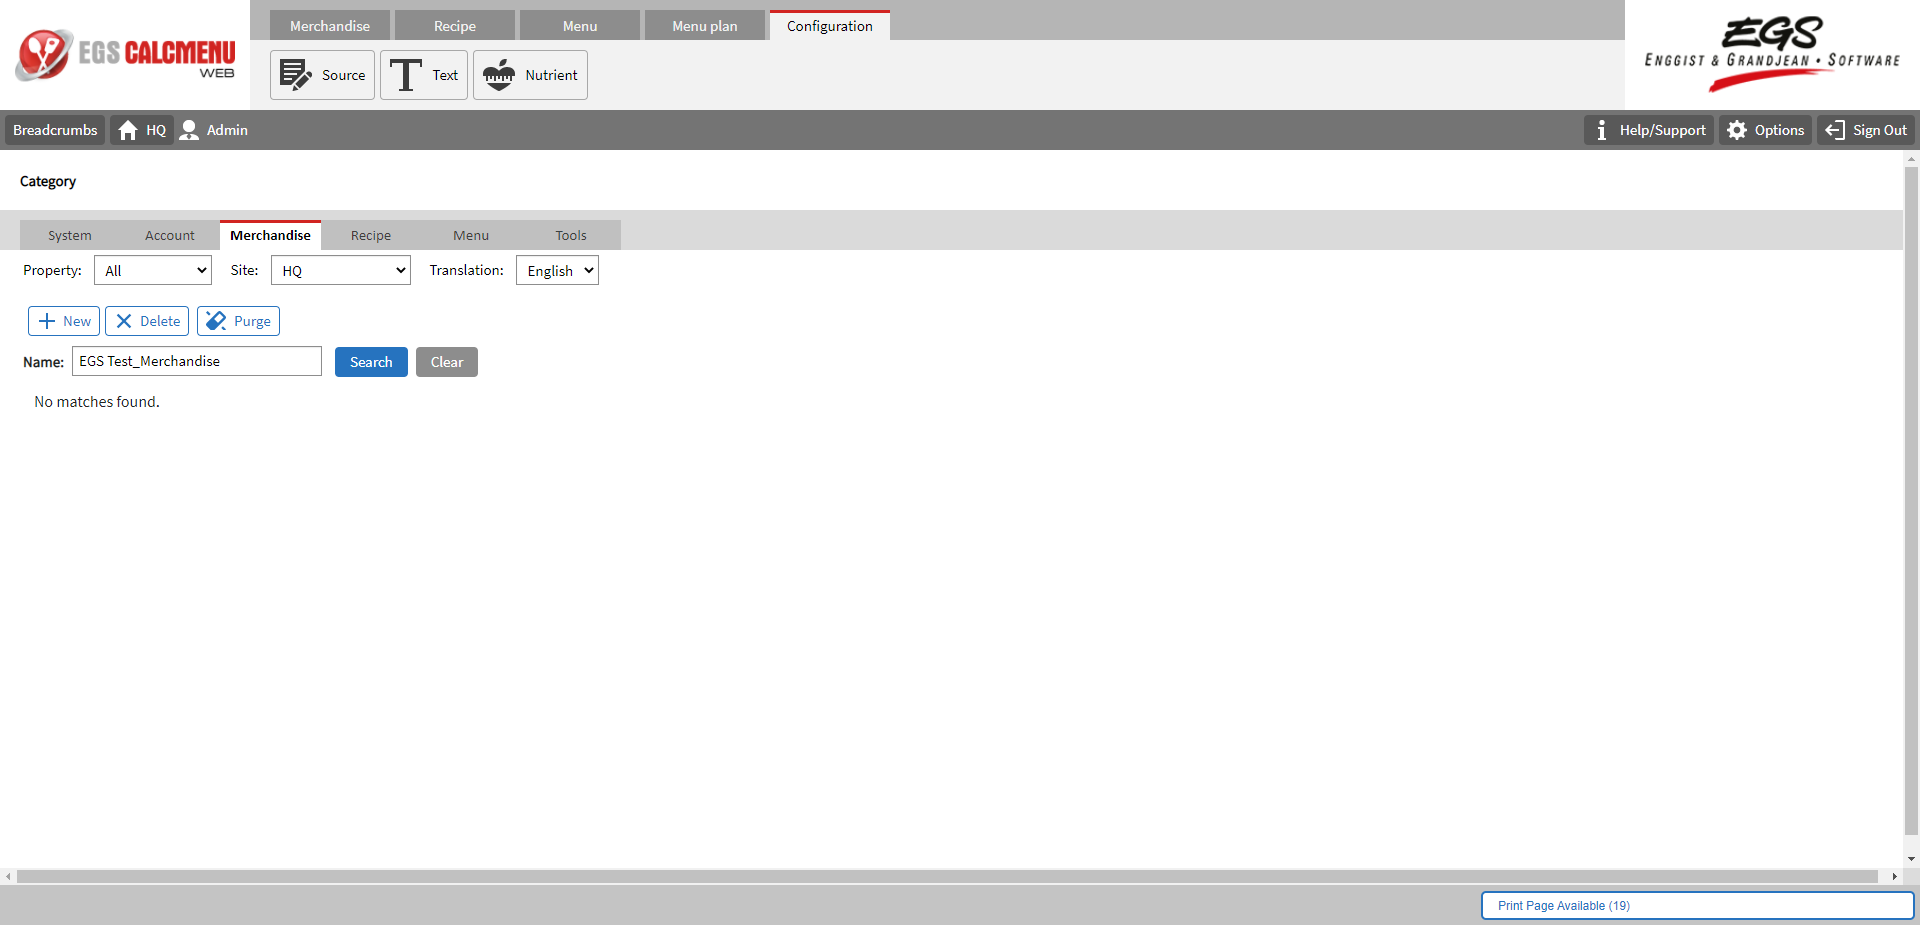 EGS CALCMENU
WEB
Merchandise Recipe Menu Menu plan Configuration
Source Text Nutrient
EGS
ENGGIST & GRANDJEAN • SOFTWARE
Breadcrumbs HQ Admin Help/Support Options Sign Out
Category
System Account Merchandise Recipe Menu Tools
Property: All Site: HQ Translation: English
New Delete Purge
Name: EGS Test_Merchandise Search Clear
No matches found.
Print Page Available (19)